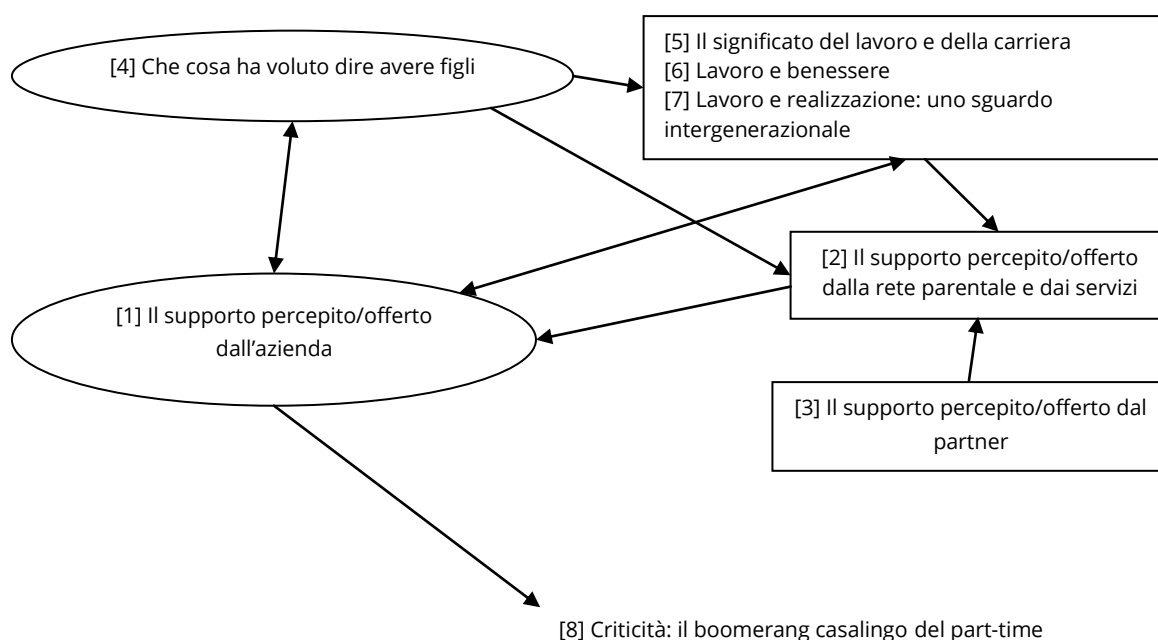 [4] Che cosa ha voluto dire avere figli
[5] Il significato del lavoro e della carriera
[6] Lavoro e benessere
[7] Lavoro e realizzazione: uno sguardo
intergenerazionale
[2] Il supporto percepito/offerto
dalla rete parentale e dai servizi
[1] Il supporto percepito/offerto
dall'azienda
[3] Il supporto percepito/offerto dal
partner
[8] Criticità: il boomerang casalingo del part-time